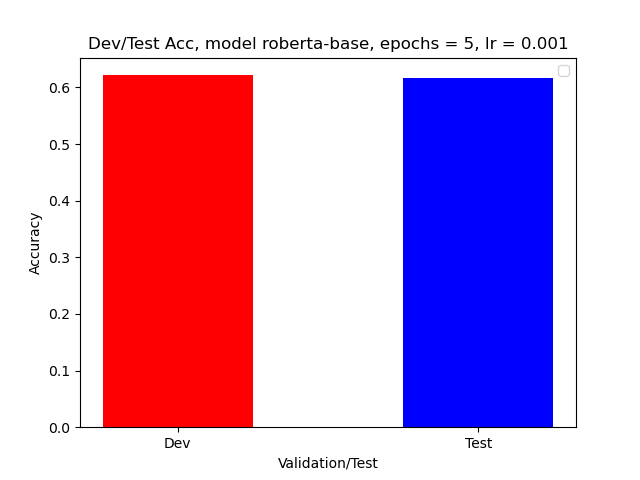 Dev/Test Acc, model roberta-base, epochs = 5, lr = 0.001
0.6
0.5
0.4
0.3
0.2
0.1
0.0
Accuracy
Dev Test
Validation/Test